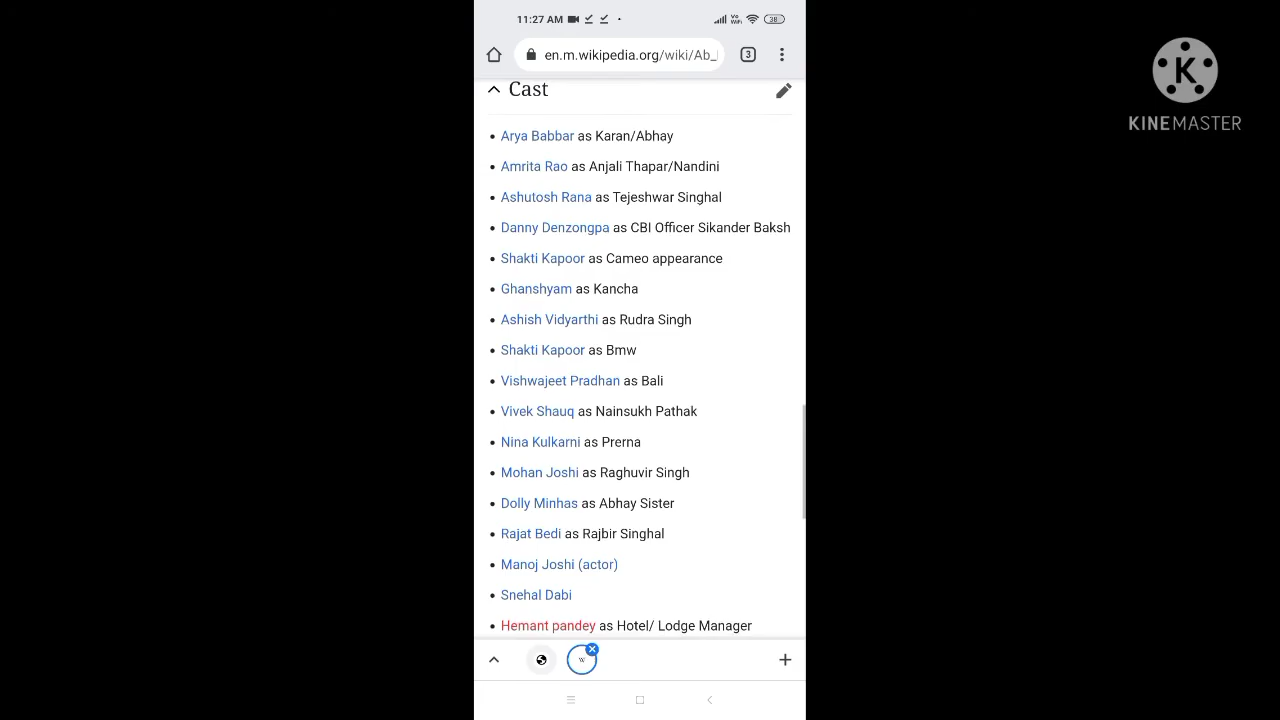 11:27 AM
Vo
WiFi
38
en.m.wikipedia.org/wiki/Ab_
3
Cast
Arya Babbar as Karan/Abhay
Amrita Rao as Anjali Thapar/Nandini
Ashutosh Rana as Tejeshwar Singhal
Danny Denzongpa as CBI Officer Sikander Baksh
Shakti Kapoor as Cameo appearance
Ghanshyam as Kancha
Ashish Vidyarthi as Rudra Singh
Shakti Kapoor as Bmw
Vishwajeet Pradhan as Bali
Vivek Shauq as Nainsukh Pathak
Nina Kulkarni as Prerna
Mohan Joshi as Raghuvir Singh
Dolly Minhas as Abhay Sister
Rajat Bedi as Rajbir Singhal
Manoj Joshi (actor)
Snehal Dabi
Hemant pandey as Hotel/ Lodge Manager
W
K
KINEMASTER